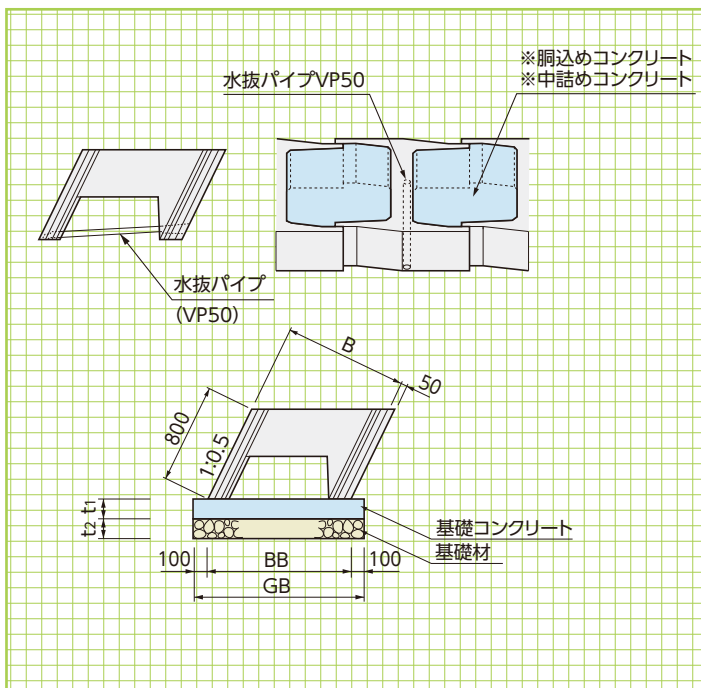 ※胴込めコンクリート
※中詰めコンクリート
水抜パイプVP50
水抜パイプ
(VP50)
B
50
800
1:0.5
t1
t2
基礎コンクリート
基礎材
100
BB
100
GB